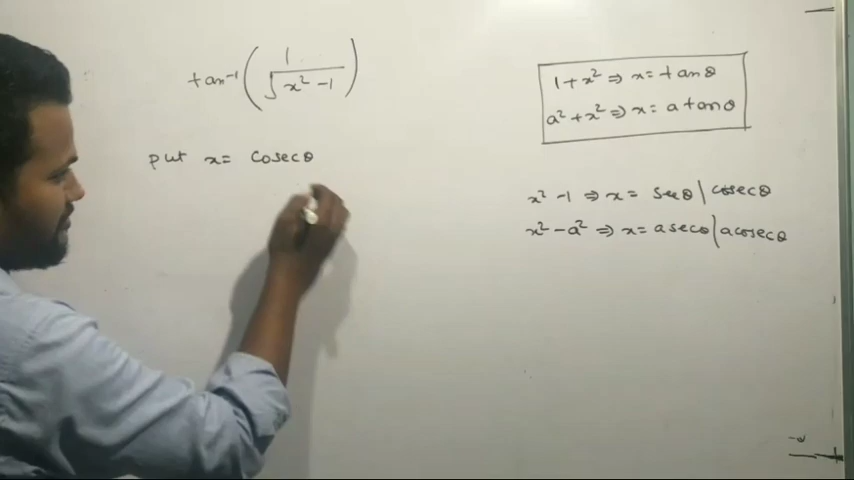 tan⁻¹(1/√(x² - 1))
put x = cosecθ
1 + x² ⇒ x = tanθ
a² + x² ⇒ x = a tanθ
x² - 1 ⇒ x = secθ | cosecθ
x² - a² ⇒ x = a secθ | a cosecθ